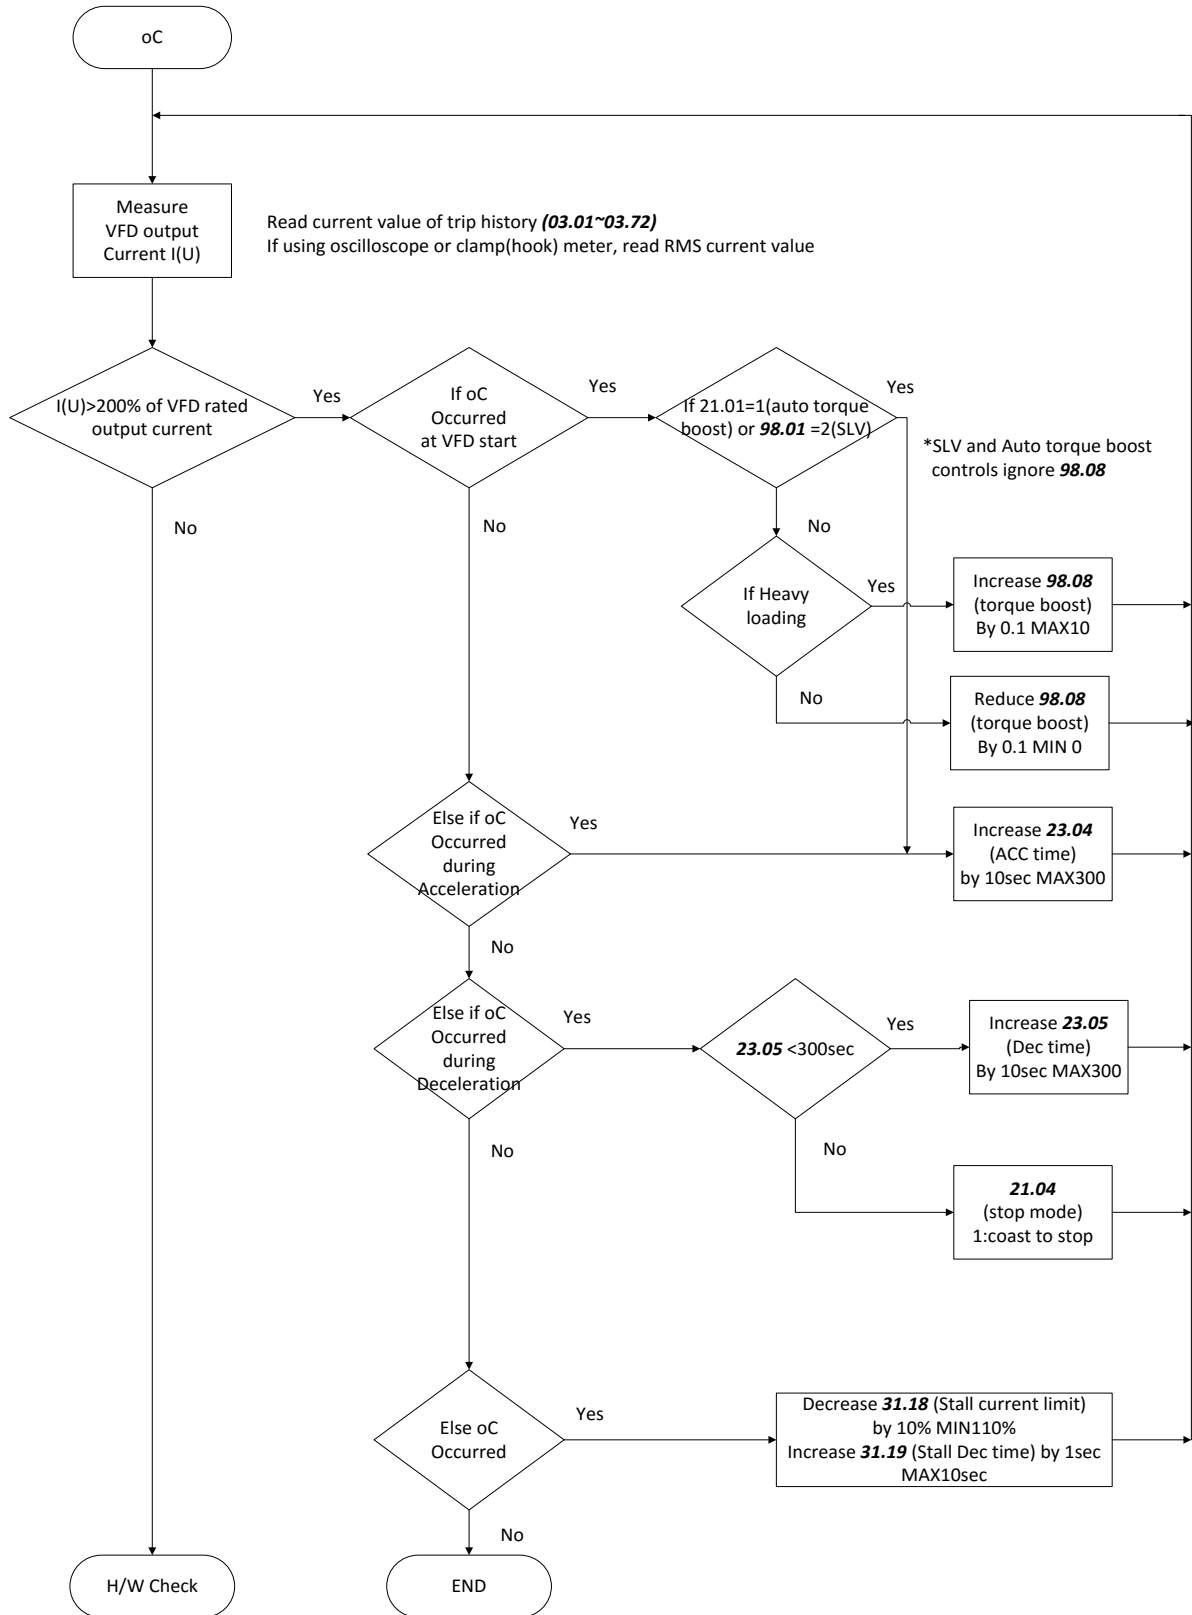 oC
Measure
VFD output
Current I(U)
Read current value of trip history (03.01~03.72)
If using oscilloscope or clamp(hook) meter, read RMS current value
I(U)>200% of VFD rated
output current
Yes
No
If oC
Occurred
at VFD start
Yes
No
If 21.01=1(auto torque
boost) or 98.01 =2(SLV)
Yes
No
*SLV and Auto torque boost
controls ignore 98.08
If Heavy
loading
Yes
No
Increase 98.08
(torque boost)
By 0.1 MAX10
Reduce 98.08
(torque boost)
By 0.1 MIN 0
Else if oC
Occurred
during
Acceleration
Yes
No
Increase 23.04
(ACC time)
by 10sec MAX300
Else if oC
Occurred
during
Deceleration
Yes
No
23.05 <300sec
Yes
No
Increase 23.05
(Dec time)
By 10sec MAX300
21.04
(stop mode)
1:coast to stop
Else oC
Occurred
Yes
No
Decrease 31.18 (Stall current limit)
by 10% MIN110%
Increase 31.19 (Stall Dec time) by 1sec
MAX10sec
H/W Check
END